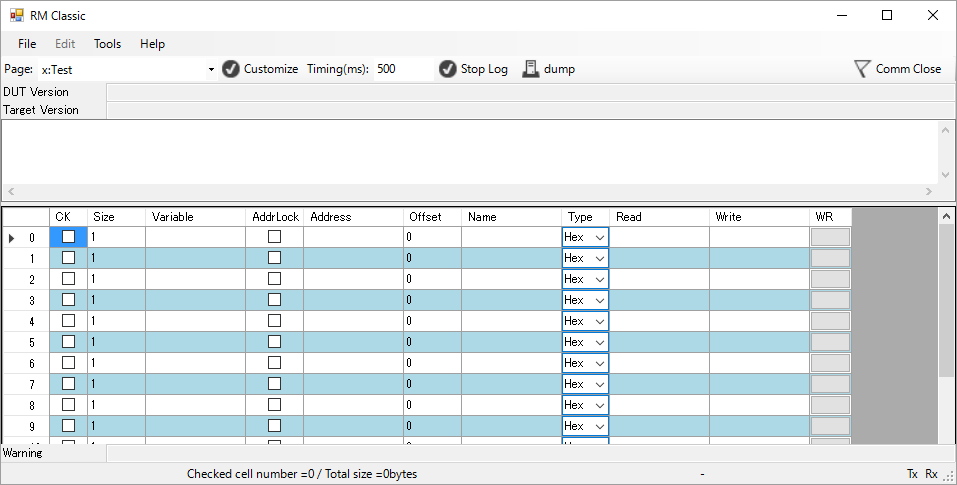 RM Classic
File Edit Tools Help
Page: x:Test Customize Timing(ms): 500 Stop Log dump Comm Close
DUT Version
Target Version
CK Size Variable AddrLock Address Offset Name Type Read Write WR
0 1 0 Hex
1 1 0 Hex
2 1 0 Hex
3 1 0 Hex
4 1 0 Hex
5 1 0 Hex
6 1 0 Hex
7 1 0 Hex
8 1 0 Hex
9 1 0 Hex
Warning
Checked cell number =0 / Total size =0bytes - Tx Rx